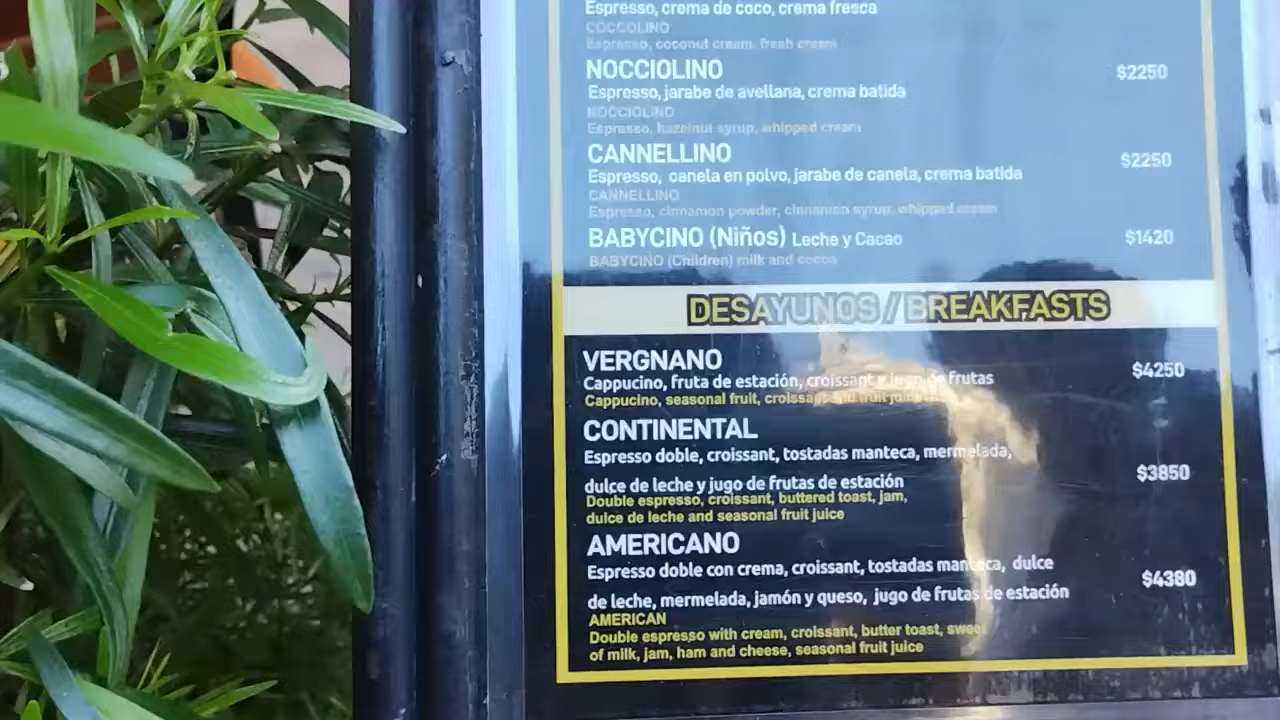 Espresso, crema de coco, crema fresca
COCCOLINO
Espresso, coconut cream, fresh cream
NOCCIOLINO $2250
Espresso, jarabe de avellana, crema batida
NOCCIOLINO
Espresso, hazelnut syrup, whipped cream
CANNELLINO $2250
Espresso, canela en polvo, jarabe de canela, crema batida
CANNELLINO
Espresso, cinnamon powder, cinnamon syrup, whipped cream
BABYCINO (Niños) Leche y Cacao $1420
BABYCINO (Children) milk and cocoa
DESAYUNOS / BREAKFASTS
VERGNANO $4250
Cappucino, fruta de estación, croissant y jugo de frutas
Cappucino, seasonal fruit, croissant and fruit juice
CONTINENTAL
Espresso doble, croissant, tostadas manteca, mermelada,
dulce de leche y jugo de frutas de estación $3850
Double espresso, croissant, buttered toast, jam,
dulce de leche and seasonal fruit juice
AMERICANO
Espresso doble con crema, croissant, tostadas manteca, dulce
de leche, mermelada, jamón y queso, jugo de frutas de estación $4380
AMERICAN
Double espresso with cream, croissant, butter toast, sweet
of milk, jam, ham and cheese, seasonal fruit juice